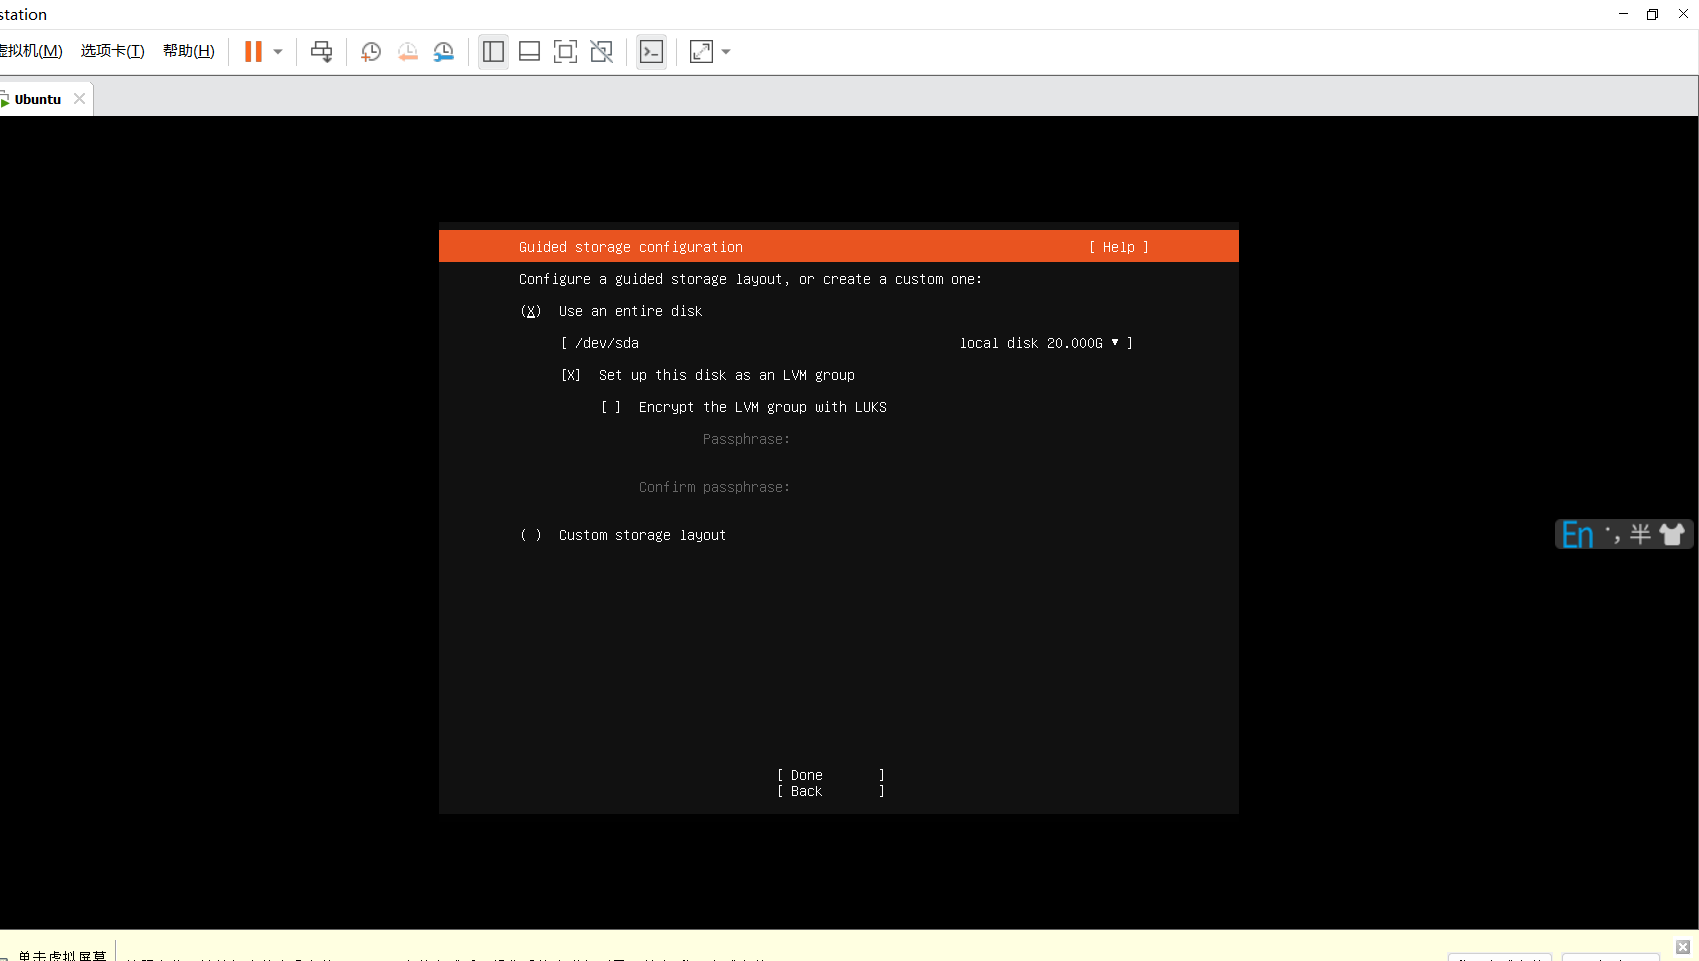 station
虚拟机(M) 选项卡(T) 帮助(H)
Ubuntu
Guided storage configuration [ Help ]
Configure a guided storage layout, or create a custom one:
(X) Use an entire disk
[ /dev/sda local disk 20.000G ▼ ]
[X] Set up this disk as an LVM group
[ ] Encrypt the LVM group with LUKS
Passphrase:
Confirm passphrase:
( ) Custom storage layout
En 半
[ Done ]
[ Back ]
单击虚拟屏幕